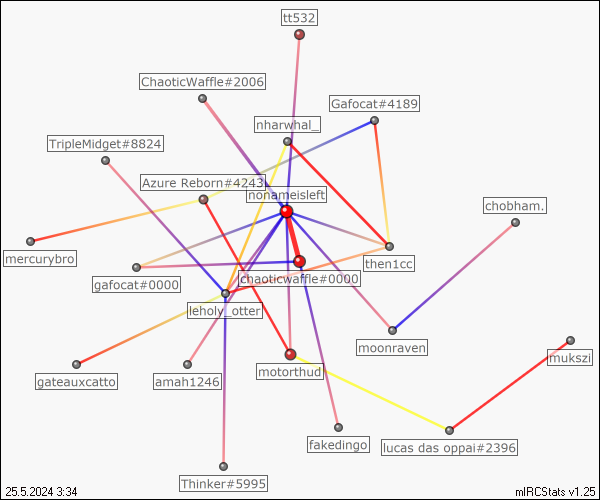 tt532
ChaoticWaffle#2006
Gafocat#4189
nharwhal_
TripleMidget#8824
Azure Reborn#4243
nonameisleft
chobham.
mercurybro
then1cc
gafocat#0000
chaoticwaffle#0000
leholy_otter
moonraven
mukszi
motorthud
gateauxcatto
amah1246
fakedingo
lucas das oppai#2396
Thinker#5995
25.5.2024 3:34
mIRCStats v1.25